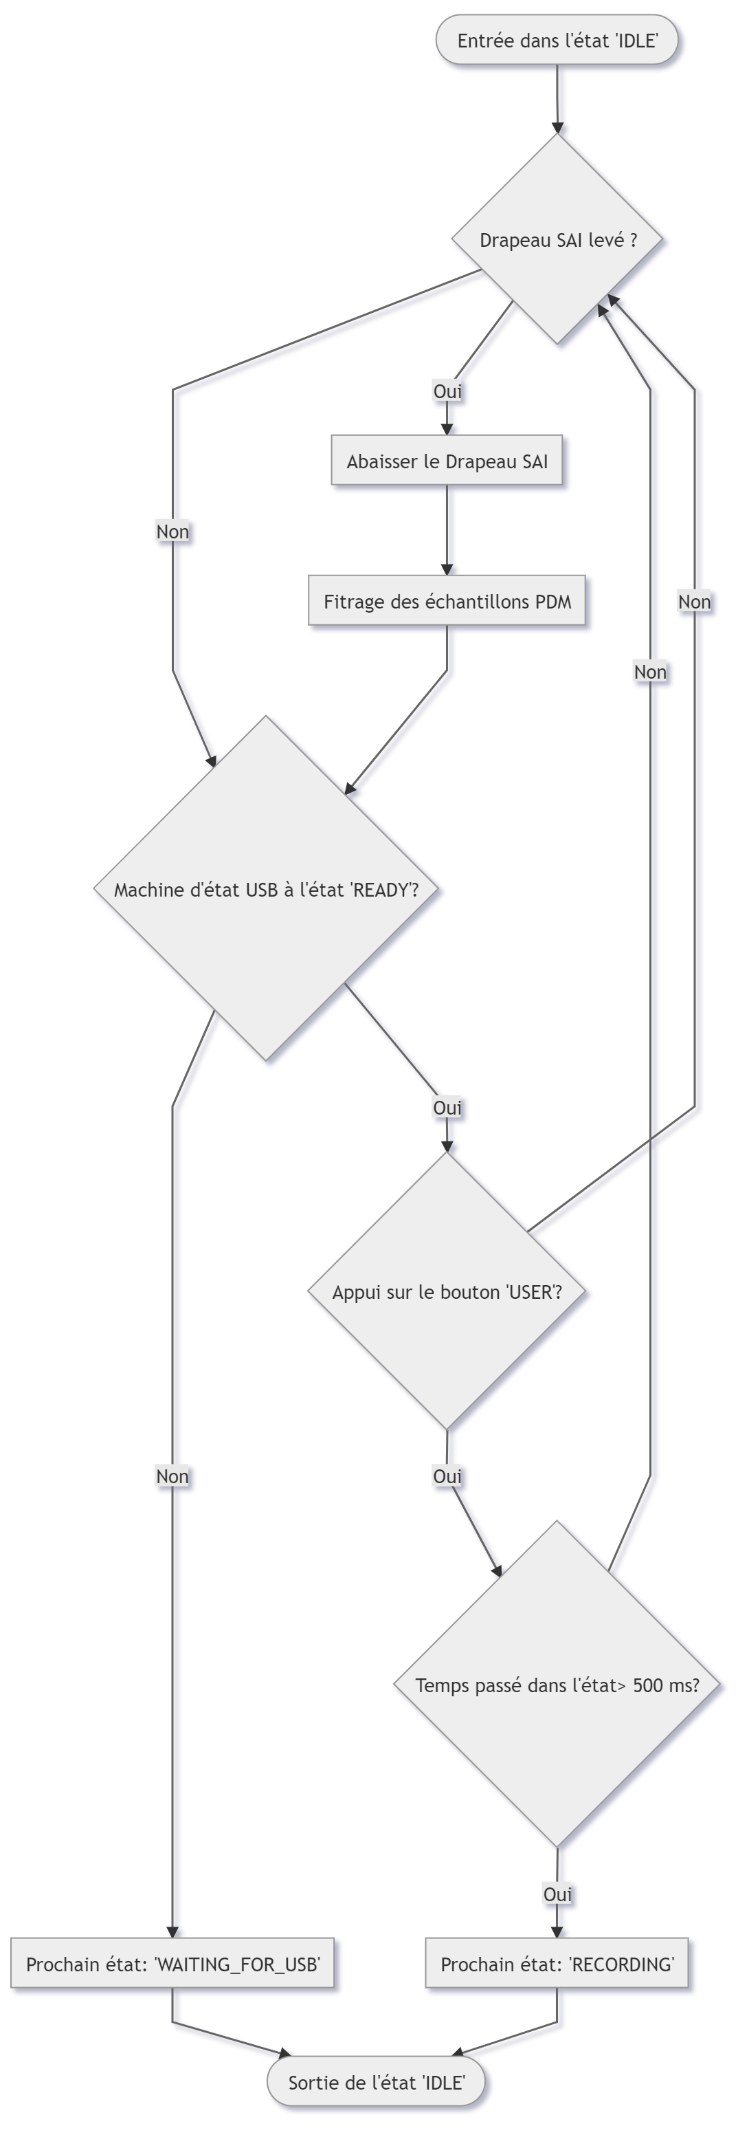 Entrée dans l'état 'IDLE'
Drapeau SAI levé ?
Oui
Abaisser le Drapeau SAI
Non
Fitrage des échantillons PDM
Non
Non
Machine d'état USB à l'état 'READY'?
Oui
Appui sur le bouton 'USER'?
Non
Oui
Temps passé dans l'état> 500 ms?
Oui
Prochain état: 'WAITING_FOR_USB'
Prochain état: 'RECORDING'
Sortie de l'état 'IDLE'